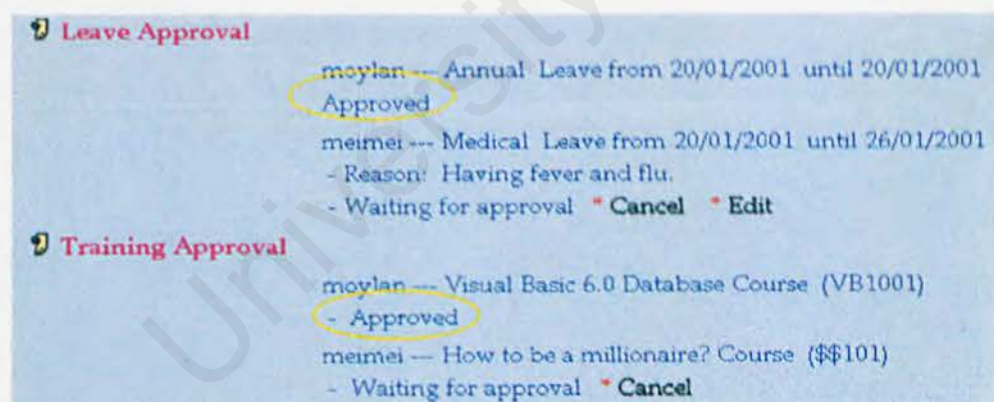 Leave Approval
moylan --- Annual Leave from 20/01/2001 until 20/01/2001
Approved
meimei --- Medical Leave from 20/01/2001 until 26/01/2001
- Reason: Having fever and flu.
- Waiting for approval * Cancel * Edit
Training Approval
moylan --- Visual Basic 6.0 Database Course (VB1001)
- Approved
meimei --- How to be a millionaire? Course ($$101)
- Waiting for approval * Cancel
University